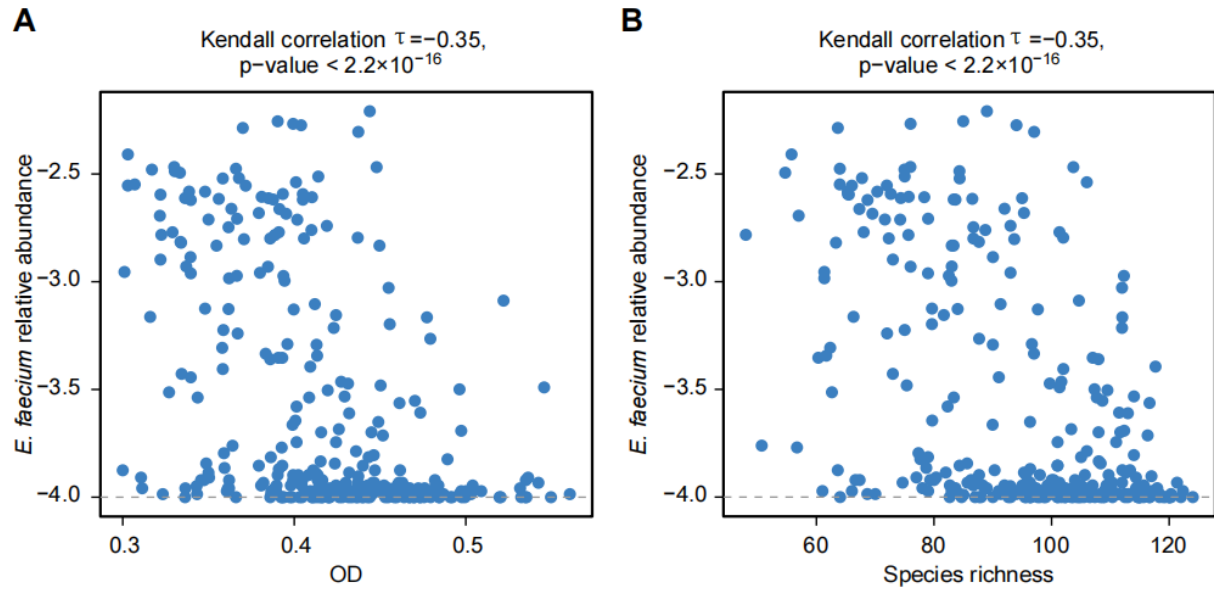 A
Kendall correlation τ =−0.35,
p−value < 2.2×10−16
E. faecium relative abundance
−2.5
−3.0
−3.5
−4.0
0.3 0.4 0.5
OD
B
Kendall correlation τ =−0.35,
p−value < 2.2×10−16
E. faecium relative abundance
−2.5
−3.0
−3.5
−4.0
60 80 100 120
Species richness